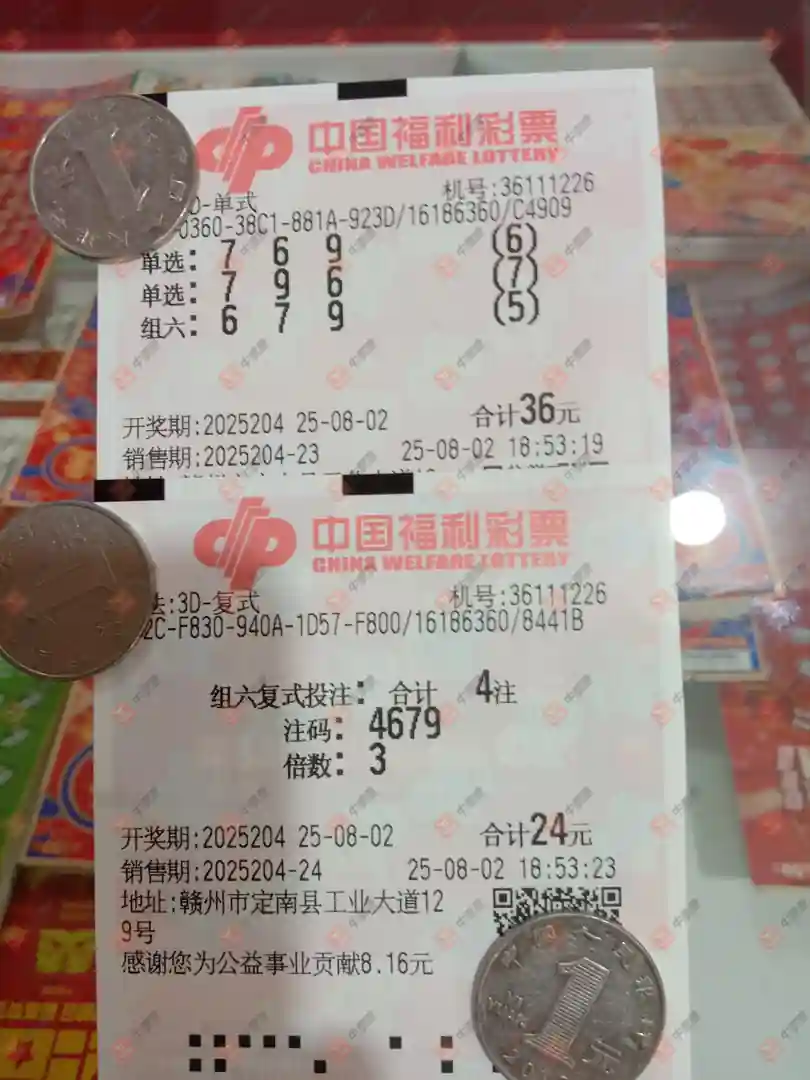 中国福利彩票
CHINA WELFARE LOTTERY
D-单式 机号:36111226
-0360-38C1-881A-923D/16186360/C4909
单选: 7 6 9 (6)
单选: 7 9 6 (7)
组六: 6 7 9 (5)
开奖期:2025204 25-08-02 合计36元
销售期:2025204-23 25-08-02 18:53:19
中国福利彩票
CHINA WELFARE LOTTERY
法:3D-复式 机号:36111226
2C-F830-940A-1D57-F800/16186360/8441B
组六复式投注: 合计 4注
注码: 4679
倍数: 3
开奖期:2025204 25-08-02 合计24元
销售期:2025204-24 25-08-02 18:53:23
地址:赣州市定南县工业大道12
9号
感谢您为公益事业贡献8.16元
1